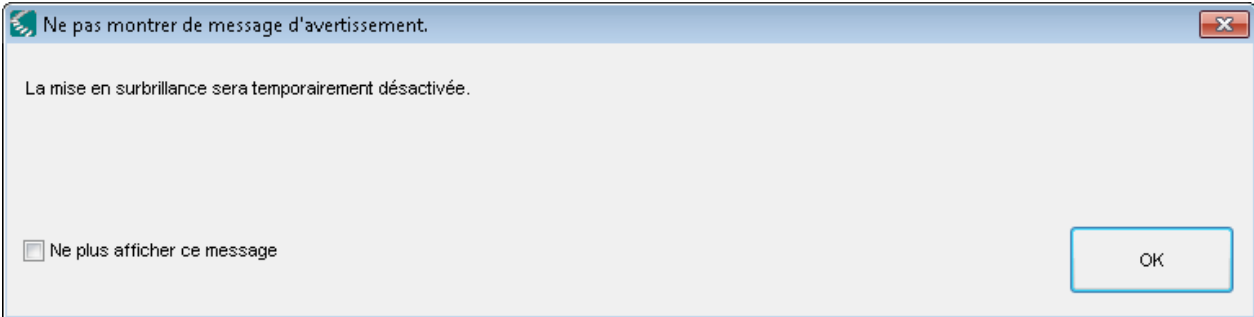 Ne pas montrer de message d'avertissement.
La mise en surbrillance sera temporairement désactivée.
Ne plus afficher ce message
OK